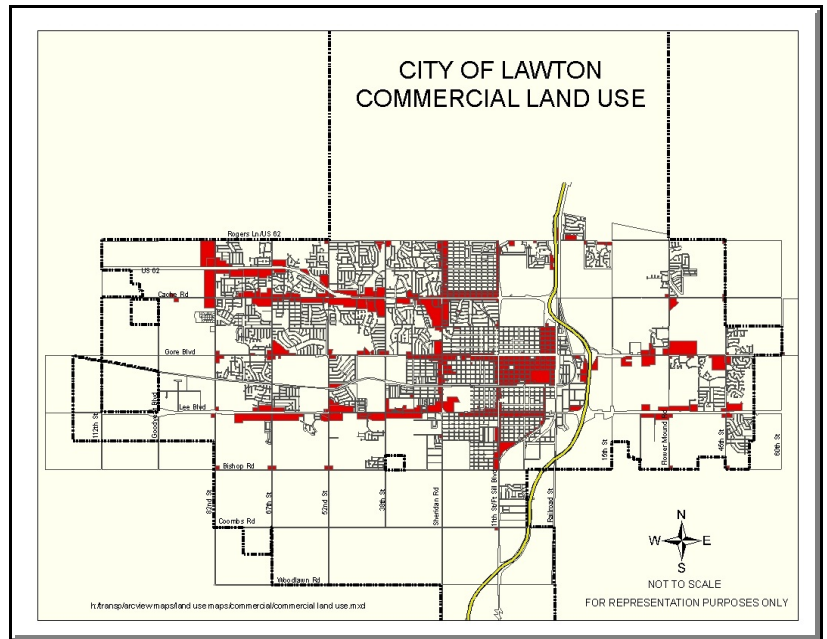 CITY OF LAWTON
COMMERCIAL LAND USE
Rogers Ln/US 62
US 62
Cache Rd
Gore Blvd
Lee Blvd
Goodyear Blvd
112th St
Bishop Rd
82nd St
67th St
52nd St
38th St
Sheridan Rd
11th St/Ft Sill Blvd
Railroad St
16th St
Flower Mound Rd
45th St
60th St
Coombs Rd
Woodlawn Rd
N
W E
S
NOT TO SCALE
FOR REPRESENTATION PURPOSES ONLY
h:/transp/arcview maps/land use maps/commercial/commercial land use.mxd